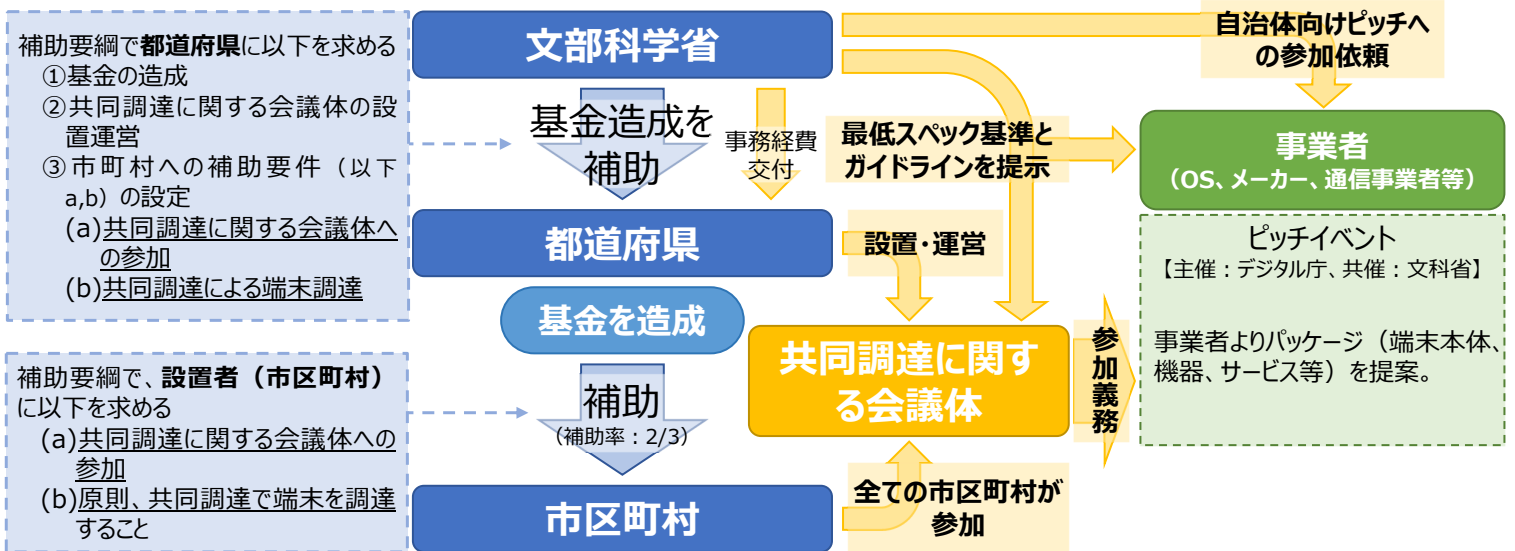 補助要綱で都道府県に以下を求める
①基金の造成
②共同調達に関する会議体の設
置運営
③市町村への補助要件（以下
a,b）の設定
(a)共同調達に関する会議体へ
の参加
(b)共同調達による端末調達
補助要綱で、設置者（市区町村）
に以下を求める
(a)共同調達に関する会議体への
参加
(b)原則、共同調達で端末を調達
すること
文部科学省
基金造成を
補助
事務経費
交付
都道府県
基金を造成
補助
（補助率：2/3）
市区町村
自治体向けピッチへ
の参加依頼
最低スペック基準と
ガイドラインを提示
設置・運営
共同調達に関す
る会議体
全ての市区町村が
参加
参加義務
事業者
（OS、メーカー、通信事業者等）
ピッチイベント
【主催：デジタル庁、共催：文科省】
事業者よりパッケージ（端末本体、
機器、サービス等）を提案。